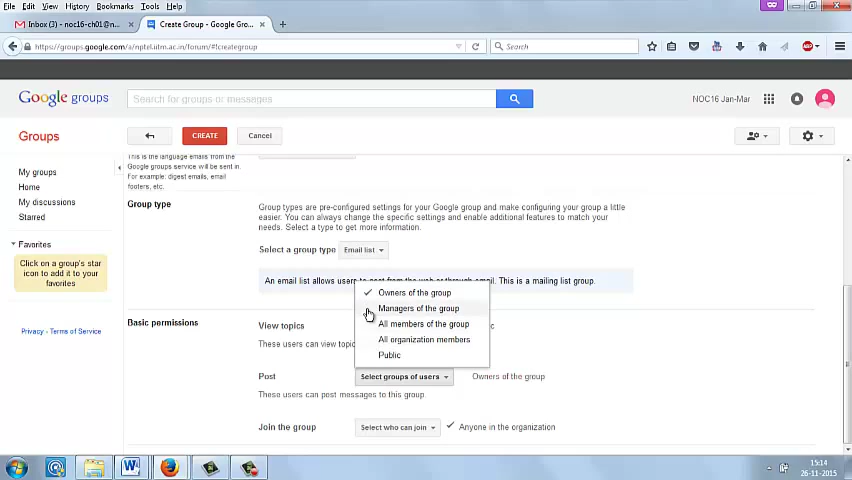 File Edit View History Bookmarks Tools Help
Inbox (3) - noc16-ch01@n...
Create Group - Google Gro...
https://groups.google.com/a/nptel.iitm.ac.in/forum/#!creategroup
Search
Google groups
Search for groups or messages
NOC16 Jan-Mar
Groups
CREATE
Cancel
My groups
Home
My discussions
Starred
Favorites
Click on a group's star
icon to add it to your
favorites
Privacy - Terms of Service
This is the language emails from the
Google groups service will be sent in.
For example: digest emails, email
footers, etc.
Group type
Group types are pre-configured settings for your Google group and make configuring your group a little
easier. You can always change the specific settings and enable additional features to match your
needs. Select a type to get more information.
Select a group type Email list
An email list allows users to post from the web or through email. This is a mailing list group.
Owners of the group
Managers of the group
All members of the group
All organization members
Public
Basic permissions
View topics
These users can view topic
Post
Select groups of users
Owners of the group
These users can post messages to this group.
Join the group
Select who can join
Anyone in the organization
15:14
26-11-2015